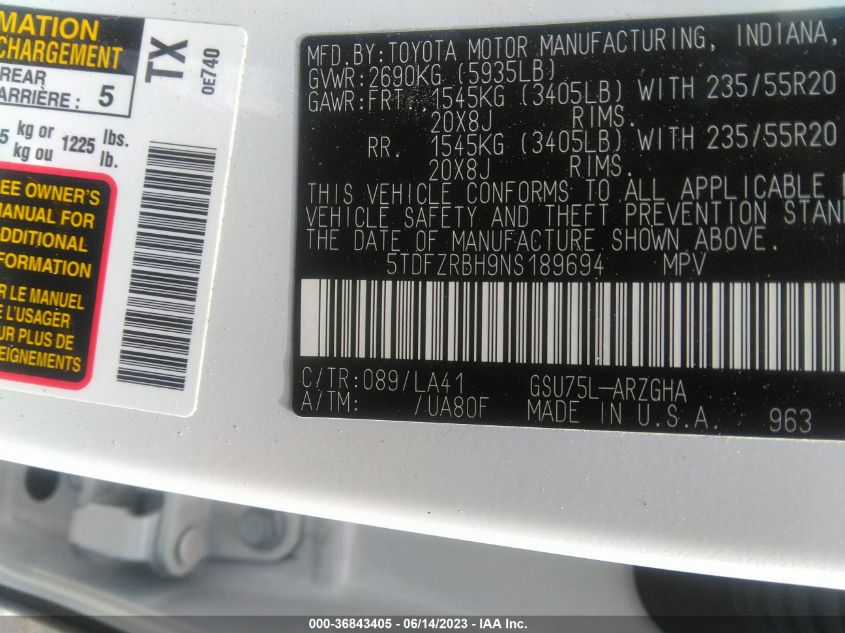 MATION
CHARGEMENT
REAR
ARRIÈRE : 5
5 kg or 1225 lbs.
kg ou lb.
EE OWNER'S
MANUAL FOR
ADDITIONAL
FORMATION
R LE MANUEL
E L'USAGER
UR PLUS DE
EIGNEMENTS
TX
0E740
MFD.BY:TOYOTA MOTOR MANUFACTURING, INDIANA,
GVWR:2690KG (5935LB)
GAWR:FRT. 1545KG (3405LB) WITH 235/55R20
20X8J RIMS.
RR. 1545KG (3405LB) WITH 235/55R20
20X8J RIMS.
THIS VEHICLE CONFORMS TO ALL APPLICABLE
VEHICLE SAFETY AND THEFT PREVENTION STAN
THE DATE OF MANUFACTURE SHOWN ABOVE.
5TDFZRBH9NS189694 MPV
C/TR:089/LA41 GSU75L-ARZGHA
A/TM: /UA80F MADE IN U.S.A. 963
000-36843405 - 06/14/2023 - IAA Inc.